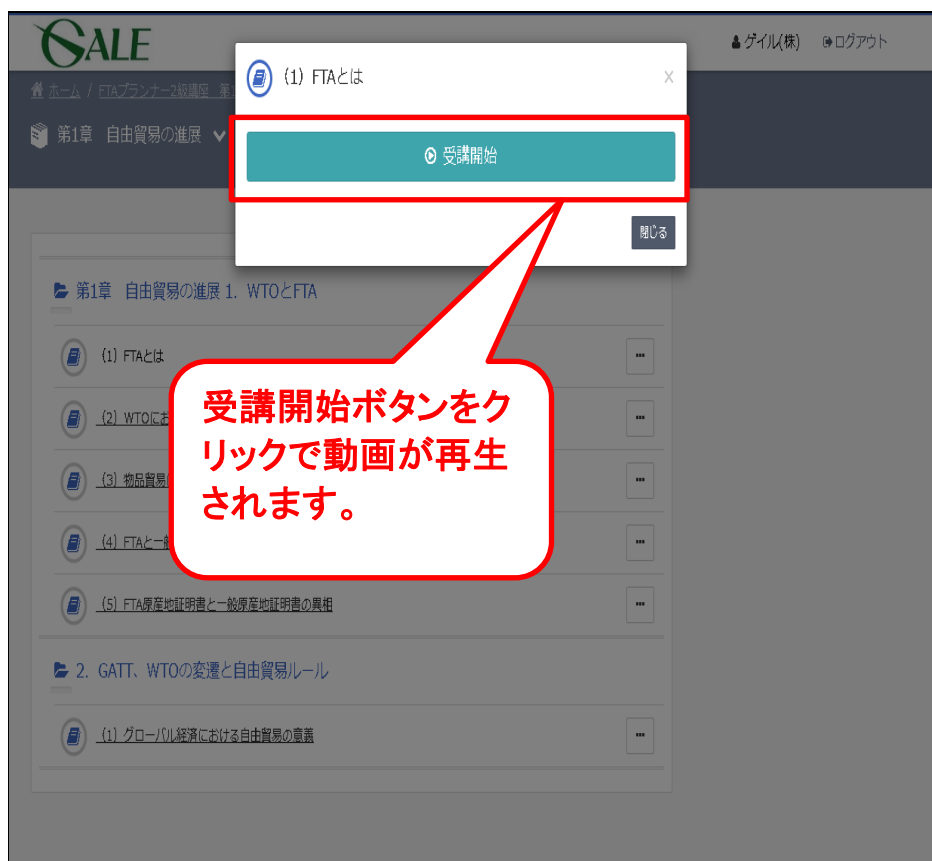 GALE
ゲイル(株) ログアウト
ホーム / FTAプランナー2級講座
第1章 自由貿易の進展
(1) FTAとは
×
受講開始
閉じる
第1章 自由貿易の進展 1. WTOとFTA
(1) FTAとは
(2) WTOにお
(3) 物品貿易
(4) FTAと一般
(5) FTA原産地証明書と一般原産地証明書の異相
2. GATT、WTOの変遷と自由貿易ルール
(1) グローバル経済における自由貿易の意義
受講開始ボタンをク
リックで動画が再生
されます。